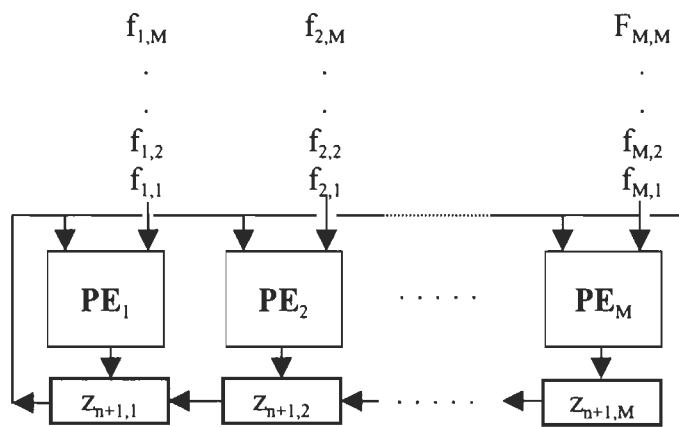 f1,M f2,M FM,M
. . .
. . .
f1,2 f2,2 fM,2
f1,1 f2,1 fM,1
PE1 PE2 . . . . . PEM
zn+1,1 zn+1,2 . . . . . zn+1,M